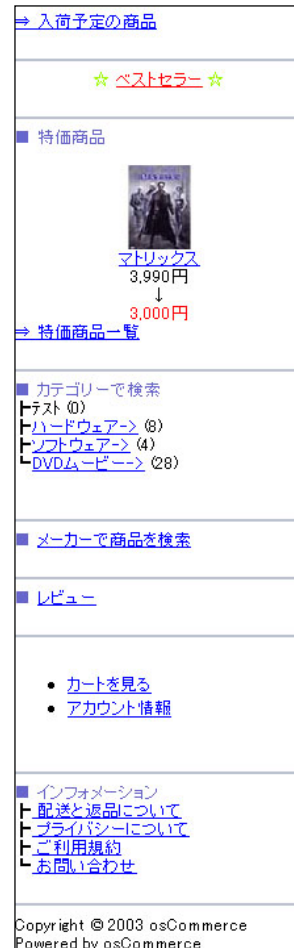 ⇒ 入荷予定の商品
☆ ベストセラー ☆
■ 特価商品
マトリックス
3,990円
↓
3,000円
⇒ 特価商品一覧
■ カテゴリーで検索
┣テスト (0)
┣ハードウェア-> (8)
┣ソフトウェア-> (4)
┗DVDムービー-> (28)
■ メーカーで商品を検索
■ レビュー
● カートを見る
● アカウント情報
■ インフォメーション
┣ 配送と返品について
┣ プライバシーについて
┣ ご利用規約
┗ お問い合わせ
Copyright © 2003 osCommerce
Powered by osCommerce